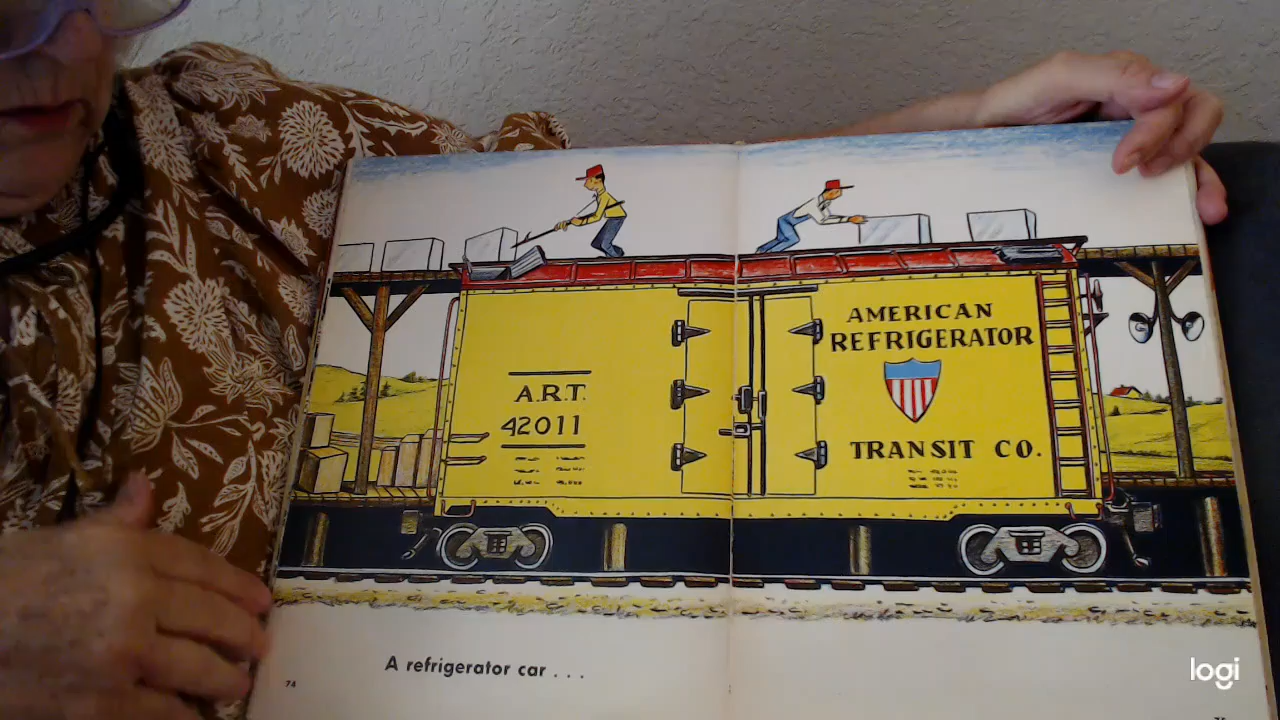 A.R.T.
42011
AMERICAN
REFRIGERATOR
TRANSIT CO.
A refrigerator car . . .
74
logi